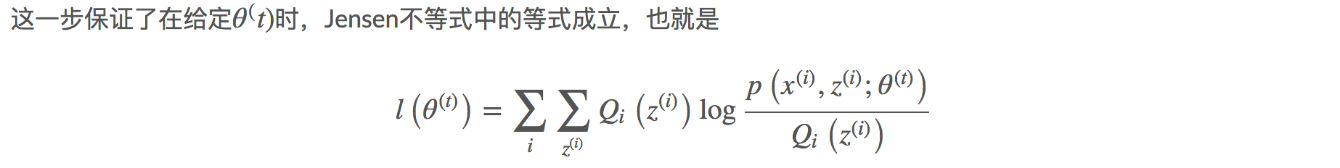 这一步保证了在给定θ^(t)时，Jensen不等式中的等式成立，也就是
l(θ^{(t)}) = ∑_i ∑_{z^{(i)}} Q_i (z^{(i)}) log \frac{p (x^{(i)}, z^{(i)}; θ^{(t)})}{Q_i (z^{(i)})}